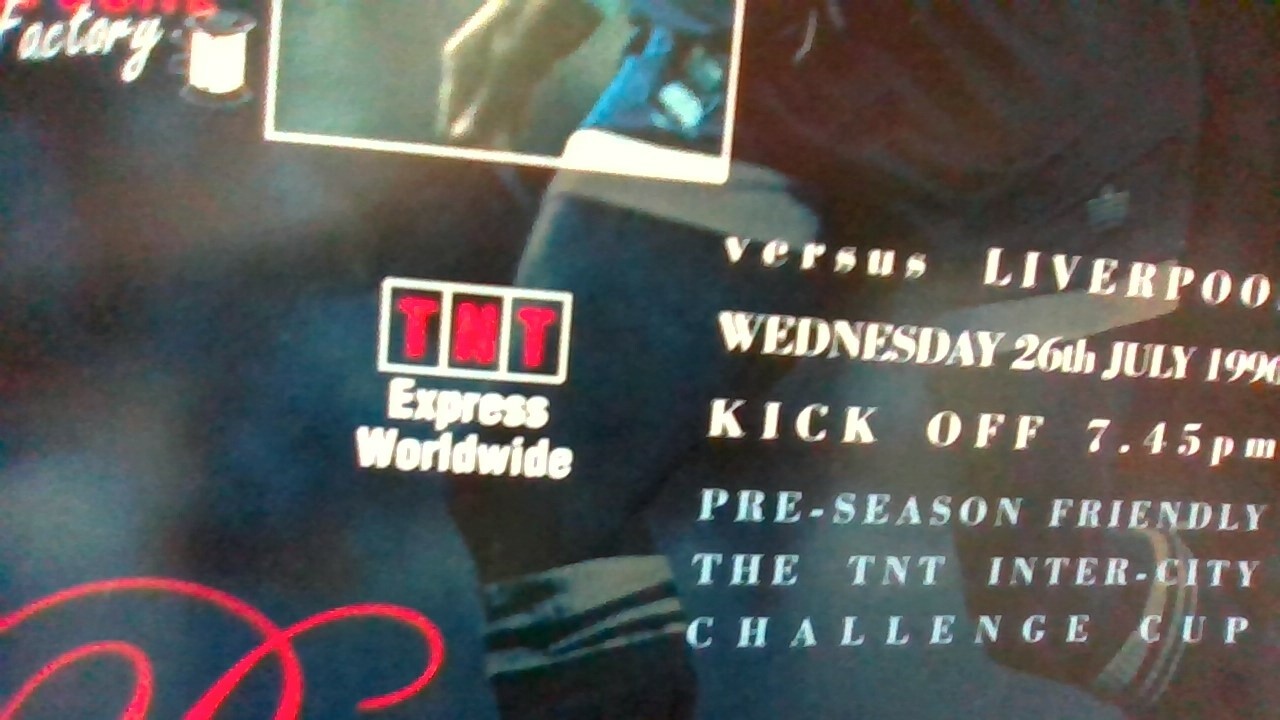 Factory
TNT
Express
Worldwide
versus LIVERPOO
WEDNESDAY 26th JULY 199
KICK OFF 7.45pm
PRE-SEASON FRIENDLY
THE TNT INTER-CITY
CHALLENGE CUP